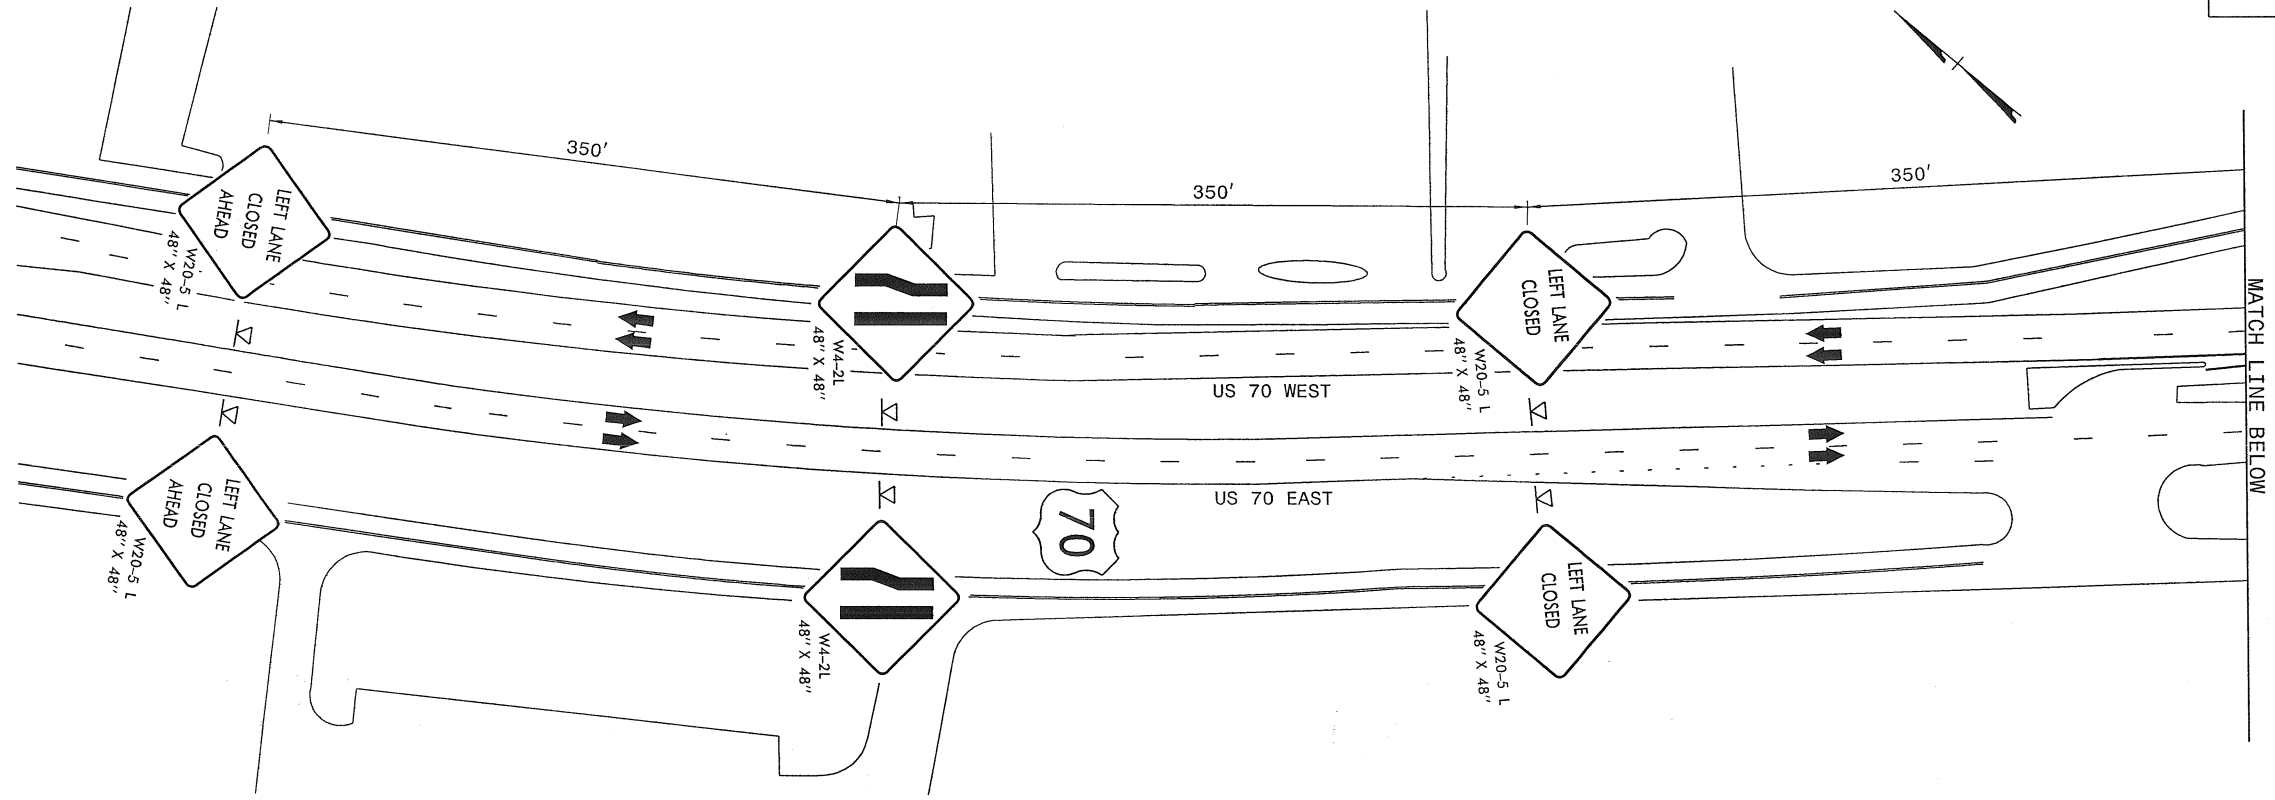 350'
350'
350'
LEFT LANE
CLOSED
AHEAD
W20-5 L
48" X 48"
W4-2L
48" X 48"
LEFT LANE
CLOSED
W20-5 L
48" X 48"
US 70 WEST
US 70 EAST
70
LEFT LANE
CLOSED
AHEAD
W20-5 L
48" X 48"
W4-2L
48" X 48"
LEFT LANE
CLOSED
W20-5 L
48" X 48"
MATCH LINE BELOW